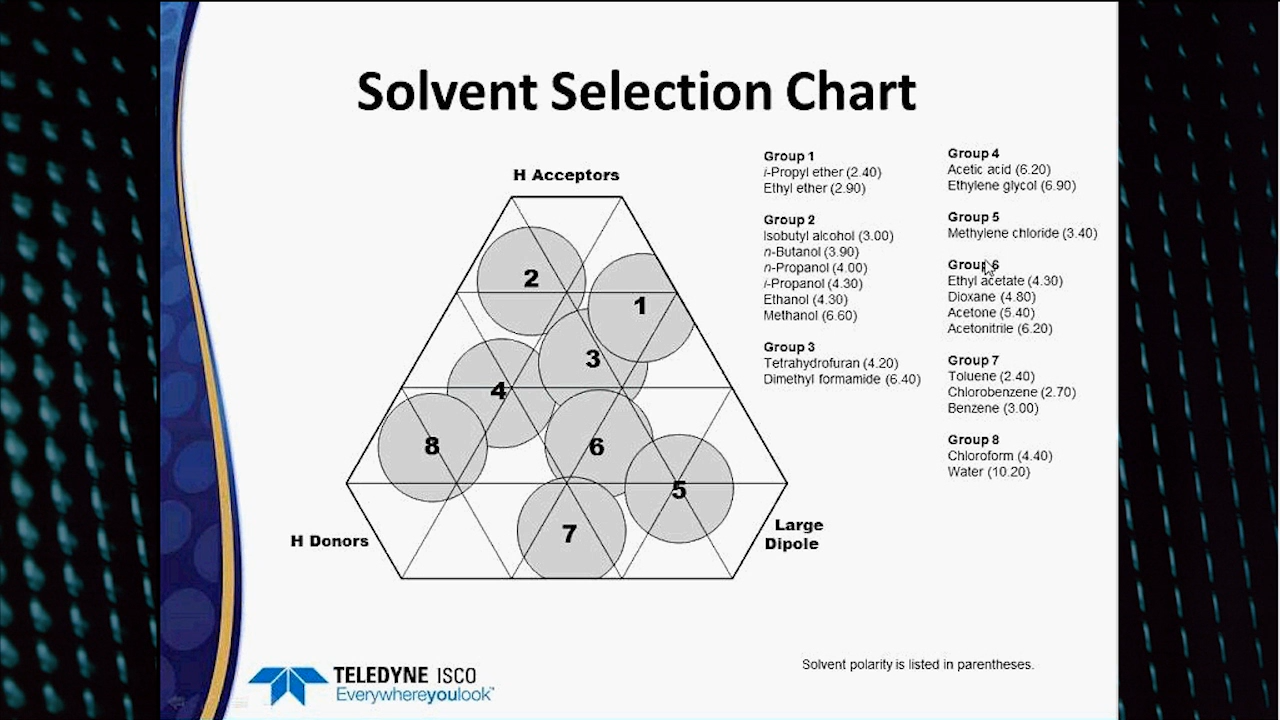 Solvent Selection Chart
H Acceptors
2
1
3
4
8
6
5
7
H Donors
Large
Dipole
Group 1
i-Propyl ether (2.40)
Ethyl ether (2.90)
Group 2
Isobutyl alcohol (3.00)
n-Butanol (3.90)
n-Propanol (4.00)
i-Propanol (4.30)
Ethanol (4.30)
Methanol (6.60)
Group 3
Tetrahydrofuran (4.20)
Dimethyl formamide (6.40)
Group 4
Acetic acid (6.20)
Ethylene glycol (6.90)
Group 5
Methylene chloride (3.40)
Group 6
Ethyl acetate (4.30)
Dioxane (4.80)
Acetone (5.40)
Acetonitrile (6.20)
Group 7
Toluene (2.40)
Chlorobenzene (2.70)
Benzene (3.00)
Group 8
Chloroform (4.40)
Water (10.20)
Solvent polarity is listed in parentheses.
TELEDYNE ISCO
Everywhereyoulook™